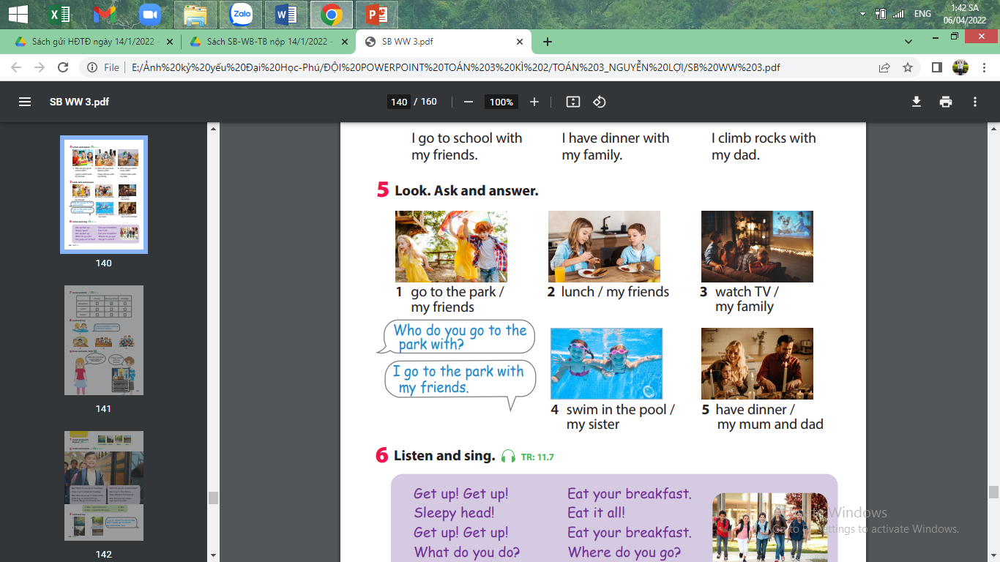 Zalo
ENG
1:42 SA
06/04/2022
Sách gửi HĐTĐ ngày 14/1/2022 -
Sách SB-WB-TB nộp 14/1/2022 -
SB WW 3.pdf
File
E:/Ảnh%20kỷ%20yếu%20Đại%20Học-Phú/ĐỘI%20POWERPOINT%20TOÁN%203%20KÌ%202/TOÁN%203_NGUYỄN%20LỢI/SB%20WW%203.pdf
SB WW 3.pdf
140 / 160
100%
140
141
142
I go to school with
my friends.
I have dinner with
my family.
I climb rocks with
my dad.
5 Look. Ask and answer.
1 go to the park /
my friends
2 lunch / my friends
3 watch TV /
my family
Who do you go to the
park with?
I go to the park with
my friends.
4 swim in the pool /
my sister
5 have dinner /
my mum and dad
6 Listen and sing. TR: 11.7
Get up! Get up!
Sleepy head!
Get up! Get up!
What do you do?
Eat your breakfast.
Eat it all!
Eat your breakfast.
Where do you go?
Windows
Go to PC settings to activate Windows.